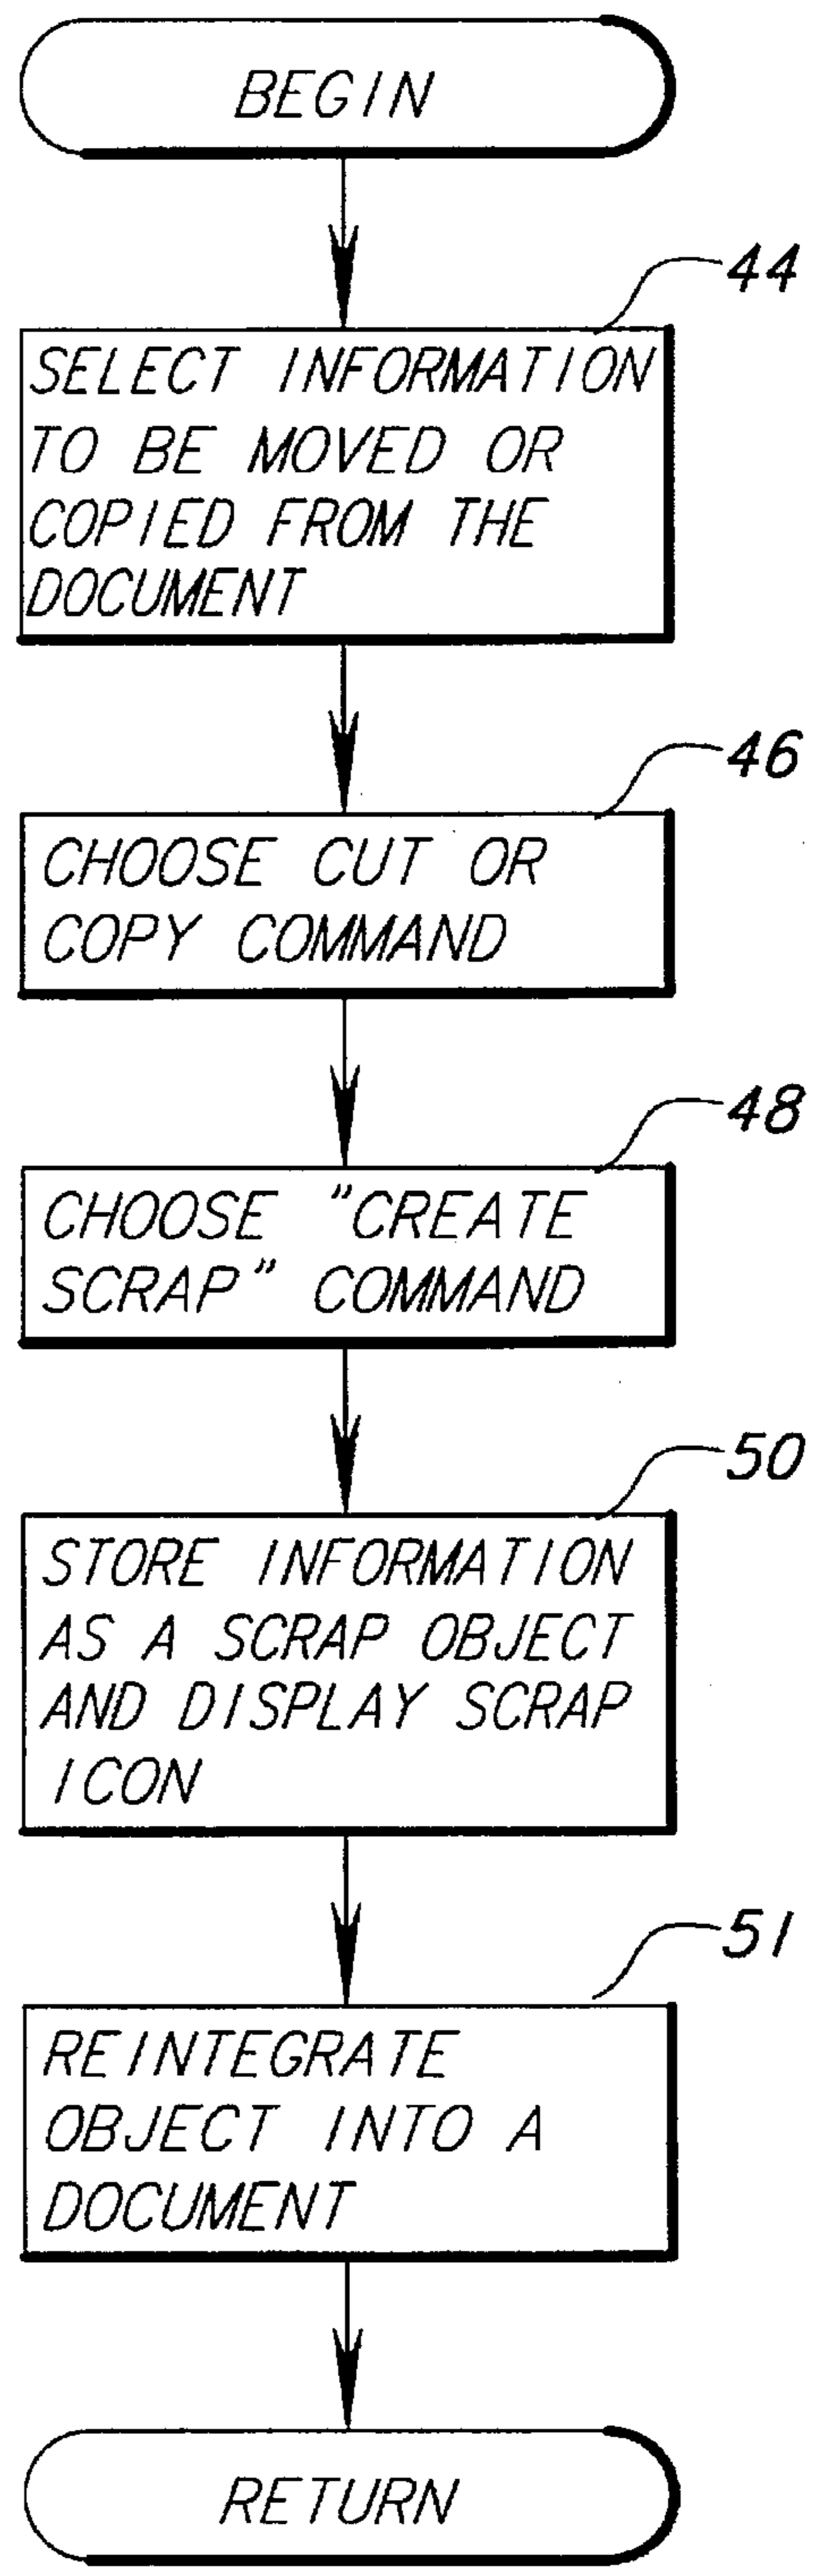 BEGIN
44
SELECT INFORMATION
TO BE MOVED OR
COPIED FROM THE
DOCUMENT
46
CHOOSE CUT OR
COPY COMMAND
48
CHOOSE "CREATE
SCRAP" COMMAND
50
STORE INFORMATION
AS A SCRAP OBJECT
AND DISPLAY SCRAP
ICON
51
REINTEGRATE
OBJECT INTO A
DOCUMENT
RETURN